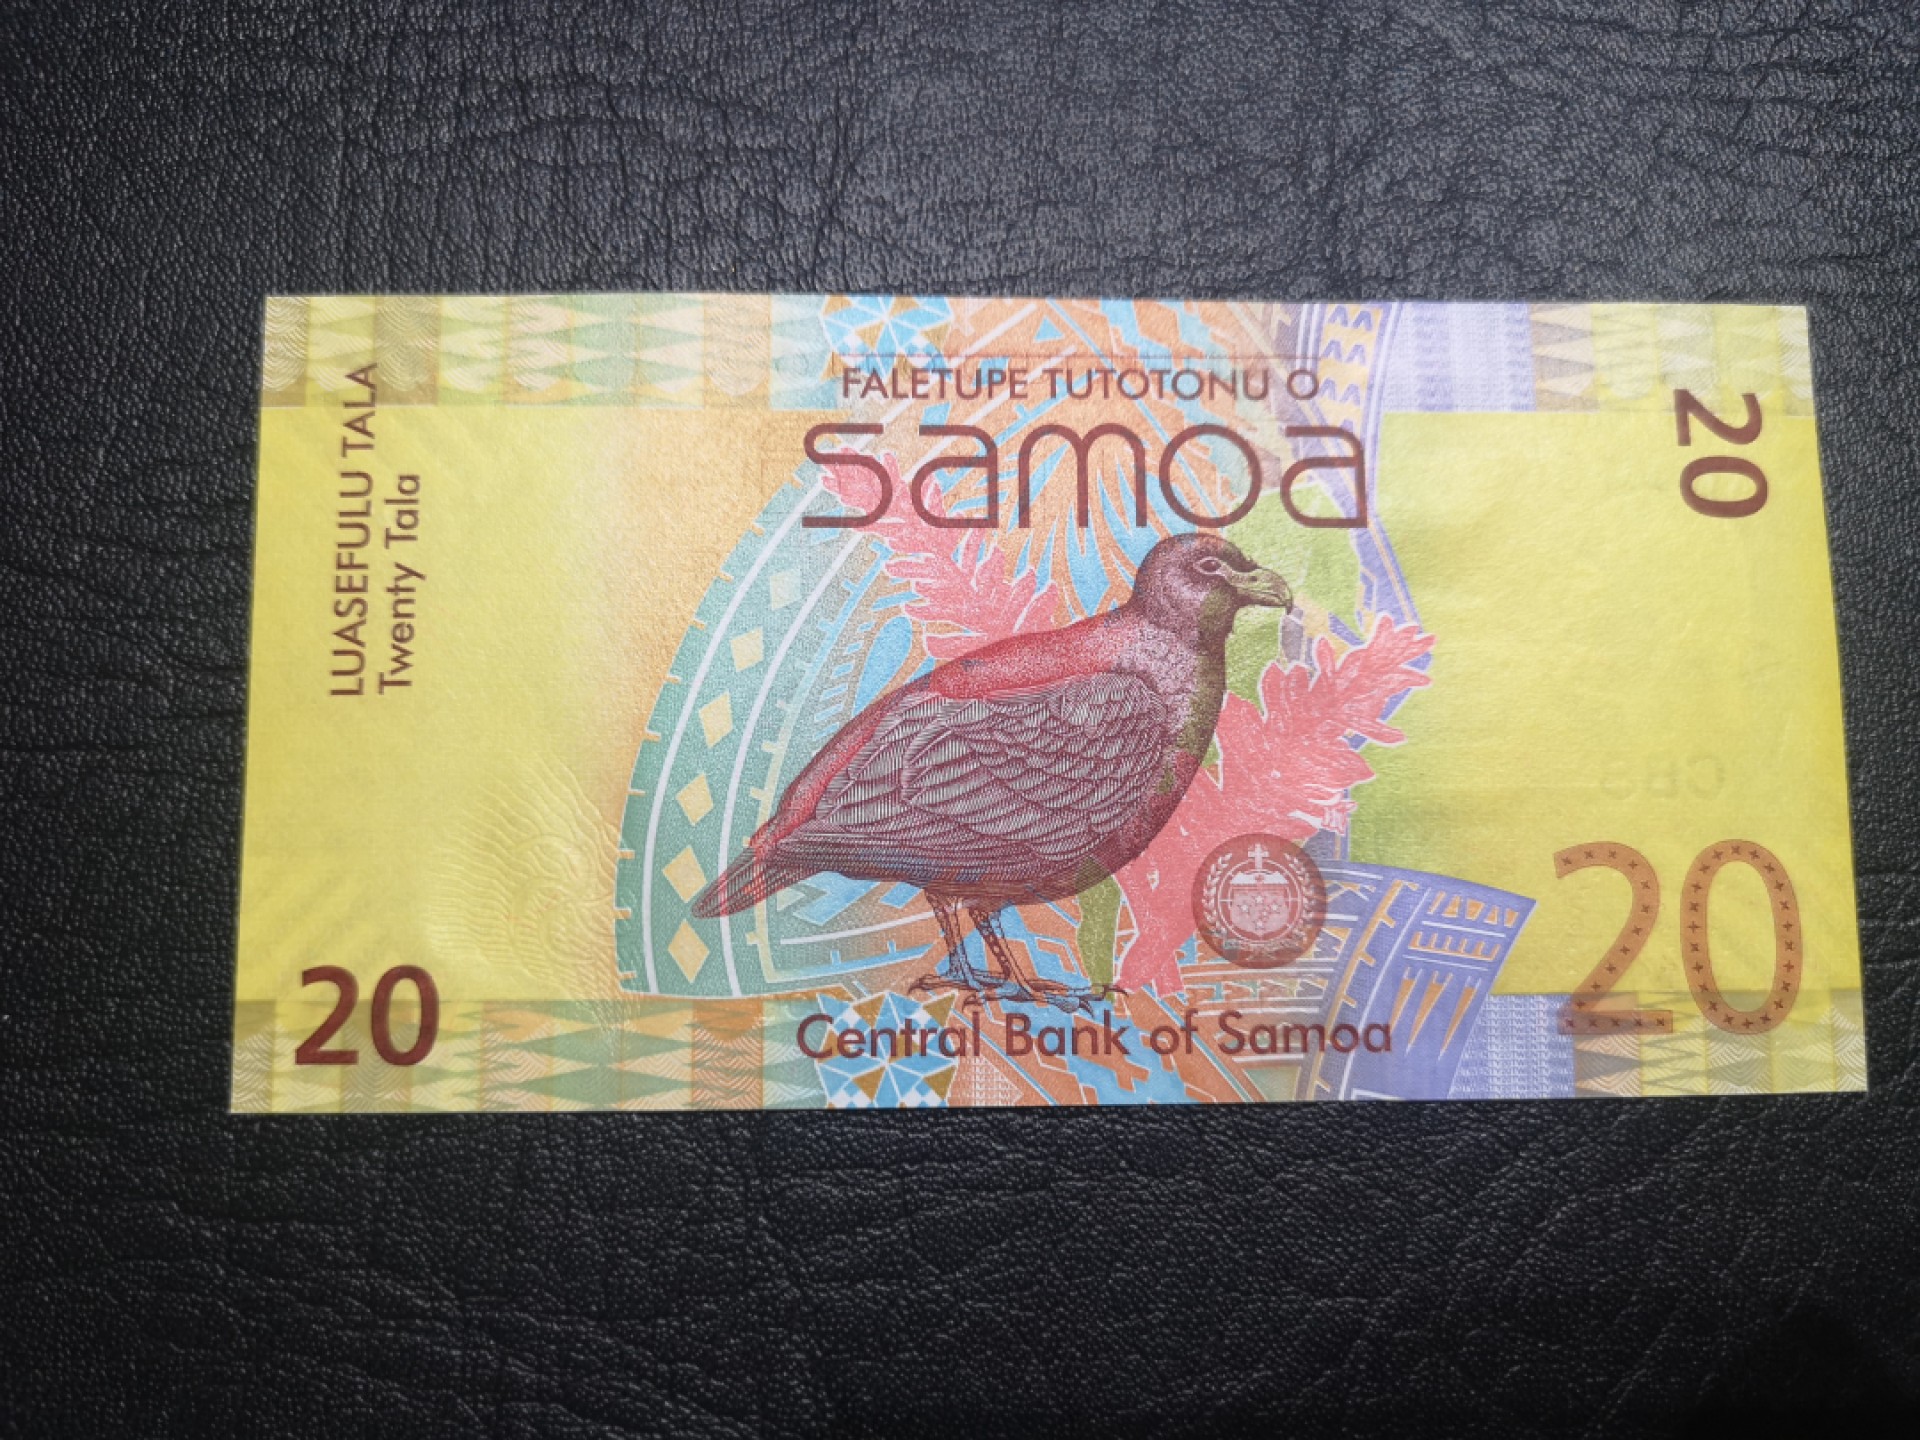 LUASEFULU TALA
Twenty Tala
FALETUPE TUTOTONU O
samoa
20
20
Central Bank of Samoa
20